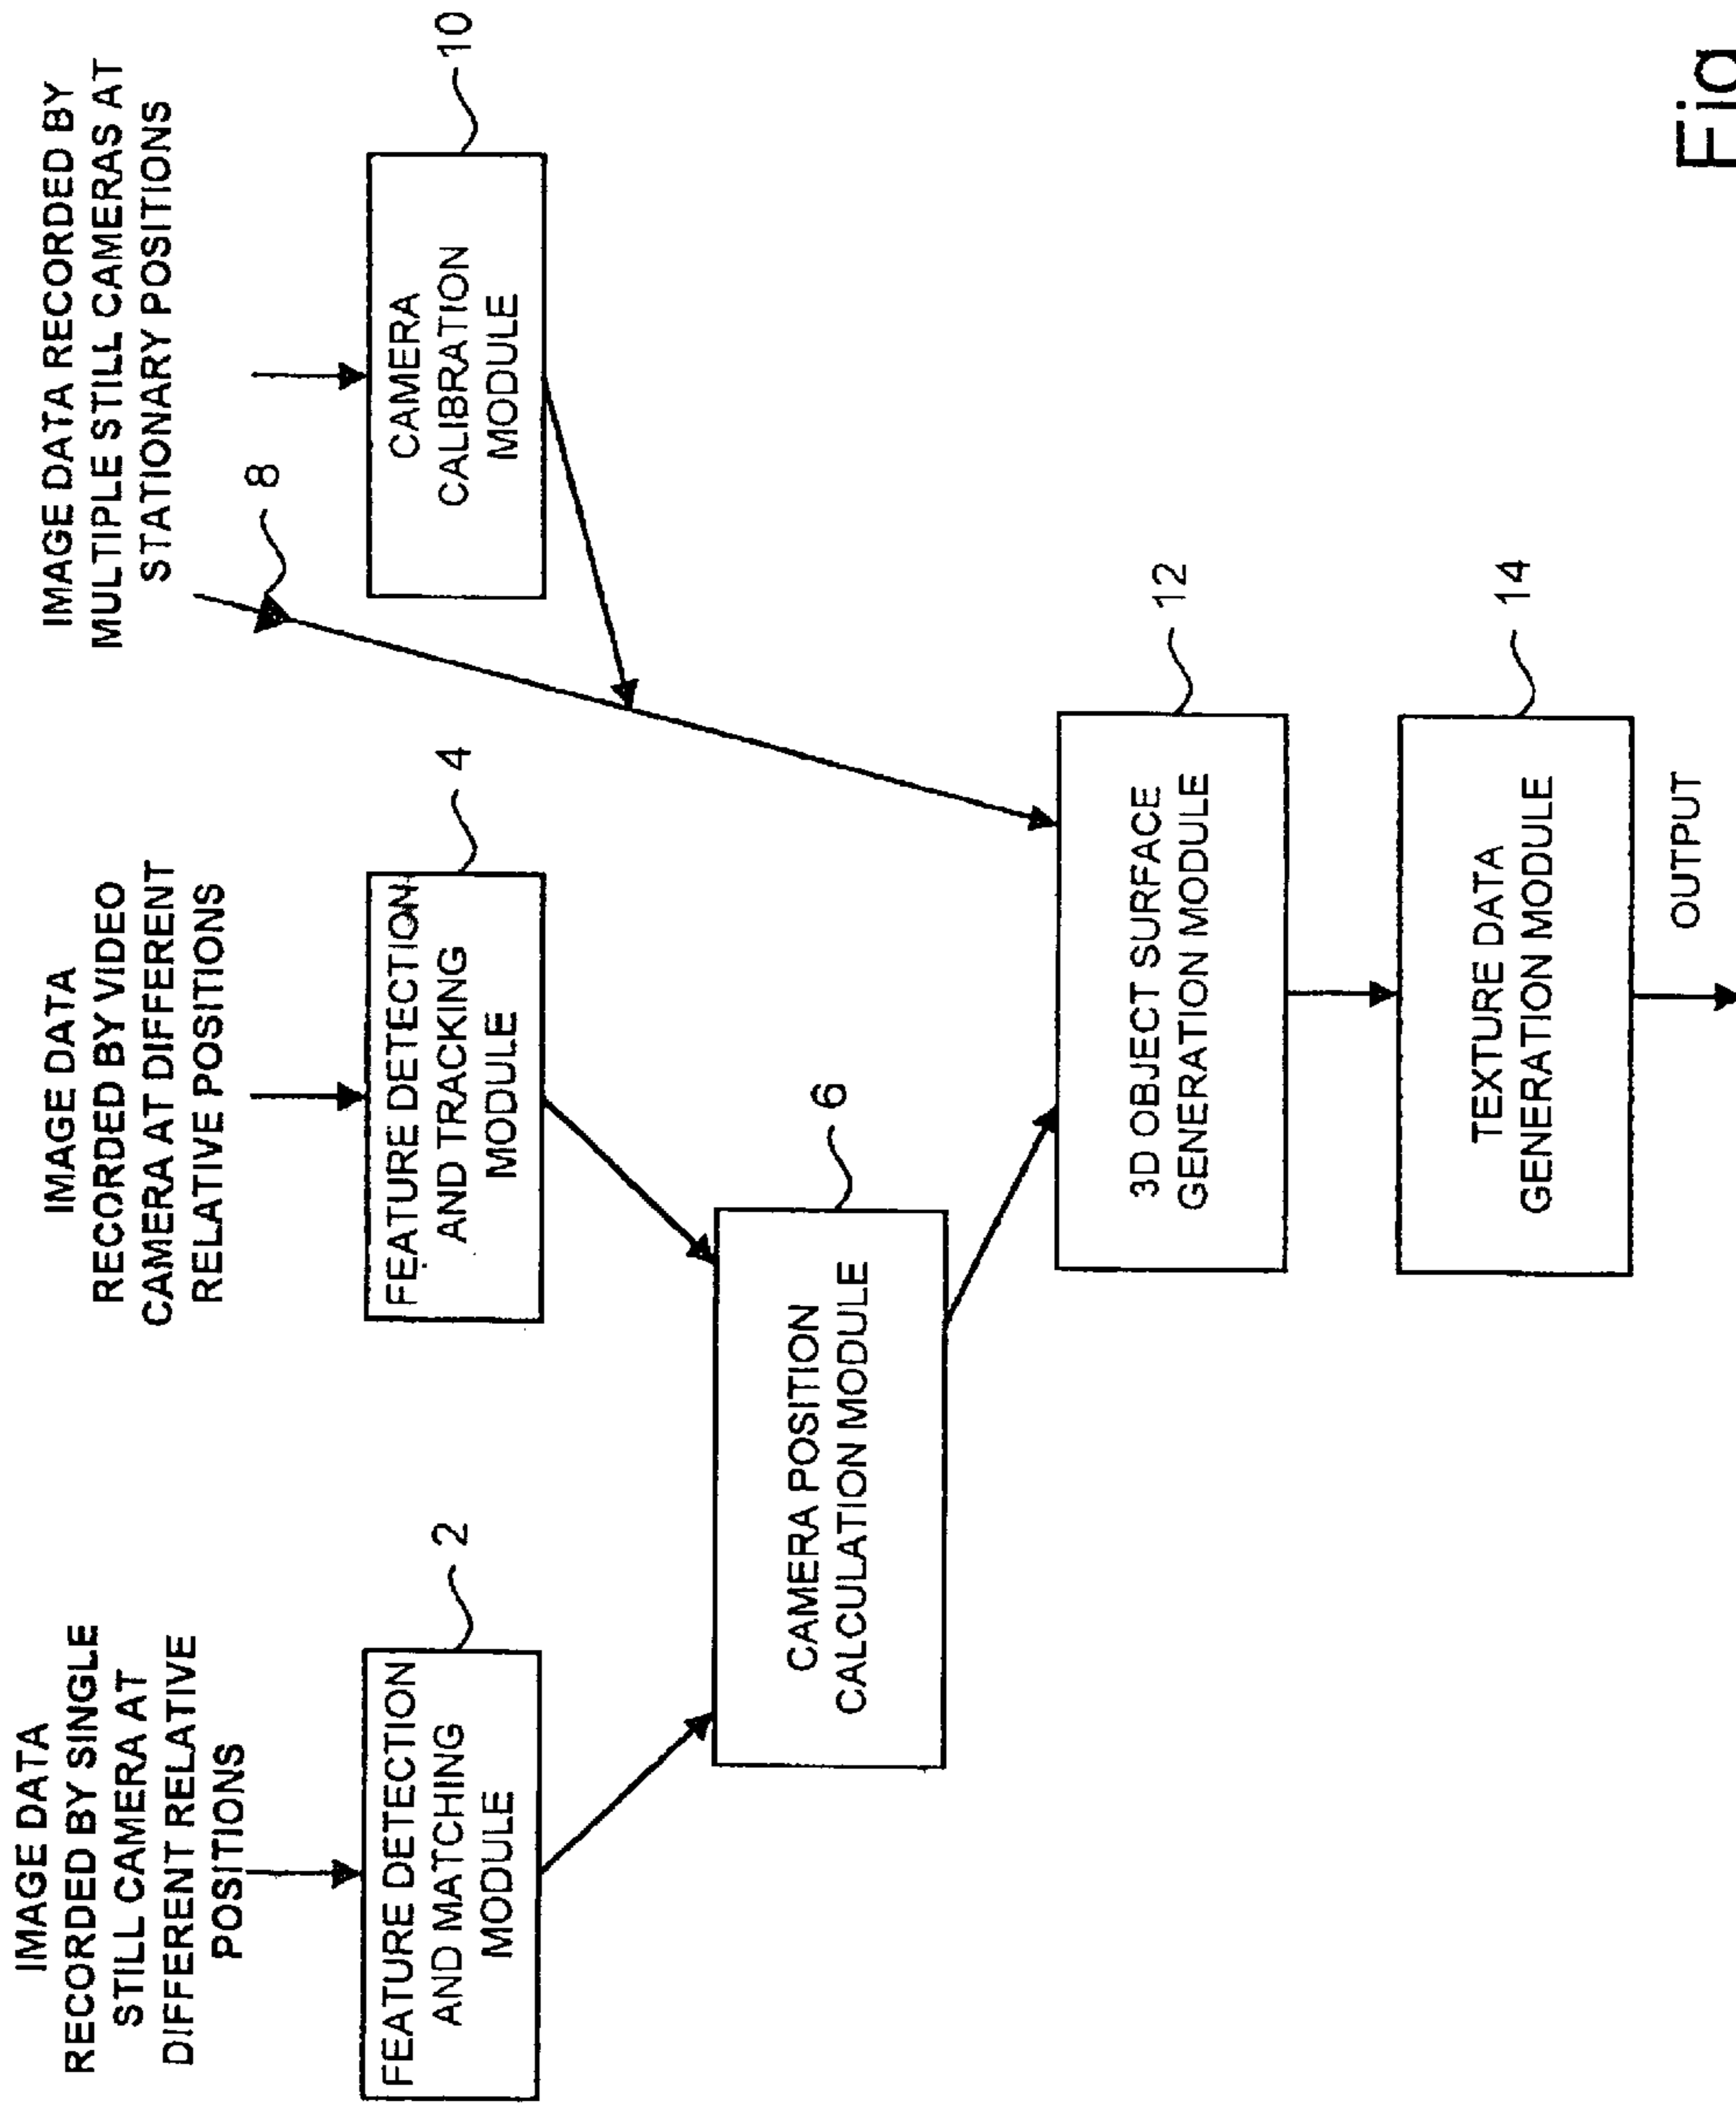 IMAGE DATA
RECORDED BY SINGLE
STILL CAMERA AT
DIFFERENT RELATIVE
POSITIONS
IMAGE DATA
RECORDED BY VIDEO
CAMERA AT DIFFERENT
RELATIVE POSITIONS
IMAGE DATA RECORDED BY
MULTIPLE STILL CAMERAS AT
STATIONARY POSITIONS
8
2
FEATURE DETECTION
AND MATCHING
MODULE
4
FEATURE DETECTION
AND TRACKING
MODULE
10
CAMERA
CALIBRATION
MODULE
6
CAMERA POSITION
CALCULATION MODULE
12
3D OBJECT SURFACE
GENERATION MODULE
14
TEXTURE DATA
GENERATION MODULE
OUTPUT
Fig